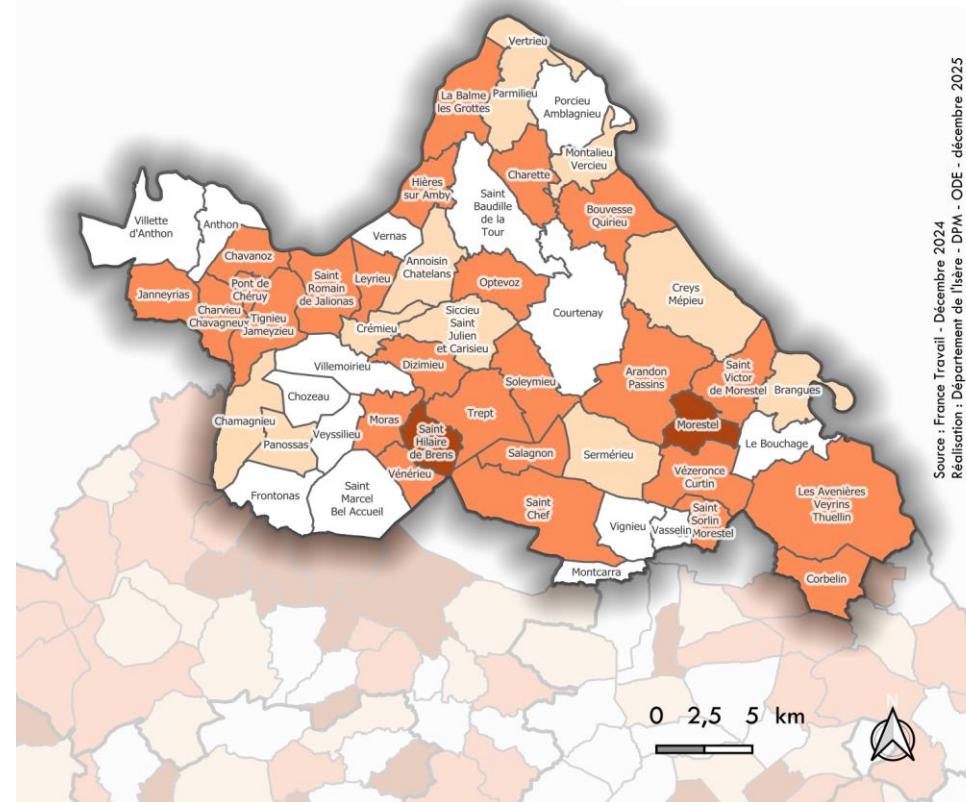 Vertrieu
La Balme
les Grottes
Parmilieu
Porcieu
Amblagnieu
Montalieu
Vercieu
Hières
sur Amby
Charette
Saint
Baudille
de la
Tour
Bouvesse
Quirieu
Villette
d'Anthon
Anthon
Vernas
Chavanoz
Annoisin
Chatelans
Janneyrias
Pont de
Chéruy
Saint
Romain
de Jalionas
Leyrieu
Optevoz
Creys
Mépieu
Charvieu
Chavagneux
Tignieu
Jameyzieu
Crémieu
Siccieu
Saint
Julien
et Carisieu
Courtenay
Villemoirieu
Dizimieu
Soleymieu
Arandon
Passins
Saint
Victor
de Morestel
Brangues
Chozeau
Chamagnieu
Panossas
Veyssilieu
Moras
Saint
Hilaire
de Brens
Trept
Morestel
Le Bouchage
Salagnon
Sermérieu
Vénérieu
Vézeronce
Curtin
Frontonas
Saint
Marcel
Bel Accueil
Saint
Chef
Vignieu
Vasselin
Saint
Sorlin
Morestel
Les Avenières
Veyrins
Thuellin
Montcarra
Corbelin
Source : France Travail - Décembre 2024
Réalisation : Département de l'Isère - DPM - ODE - décembre 2025
0 2,5 5 km
N